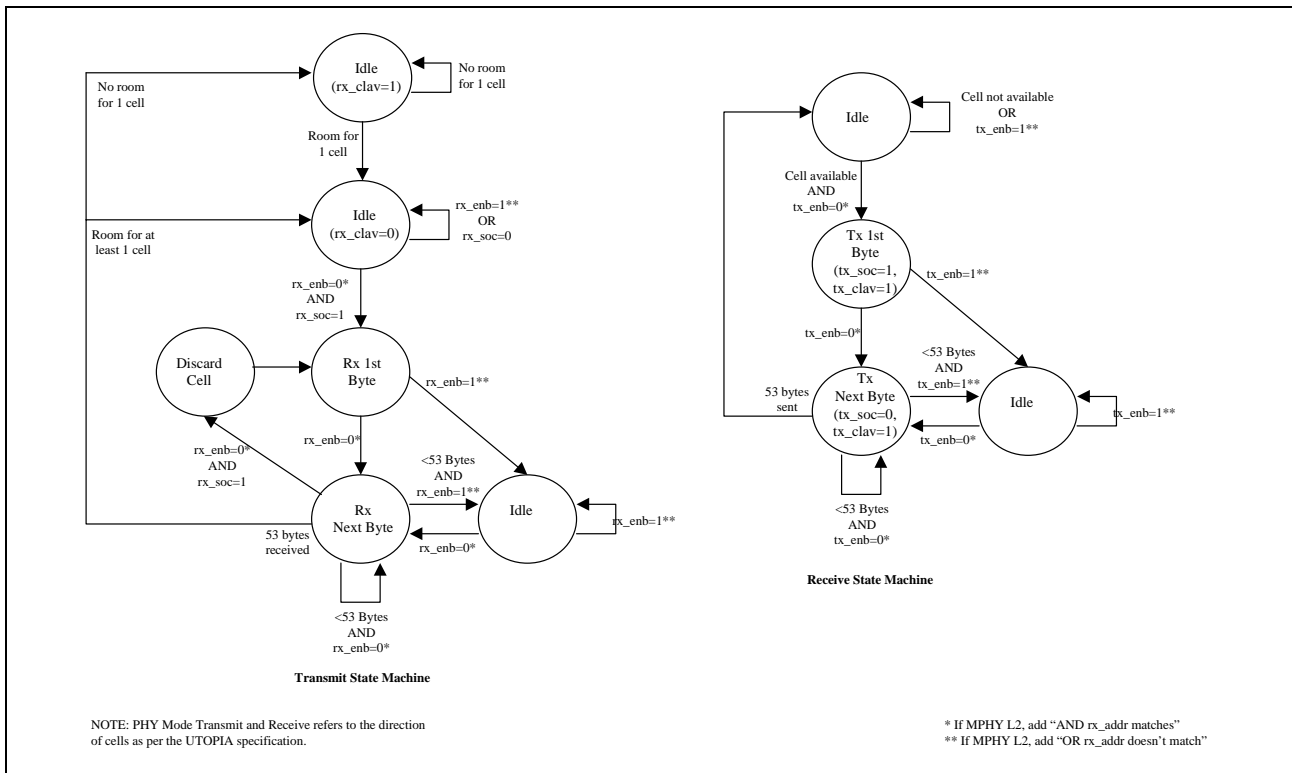 Idle
(rx_clav=1)
No room
for 1 cell
No room
for 1 cell
Room for
1 cell
Idle
(rx_clav=0)
rx_enb=1**
OR
rx_soc=0
Room for at
least 1 cell
rx_enb=0*
AND
rx_soc=1
Discard
Cell
Rx 1st
Byte
rx_enb=1**
rx_enb=0*
rx_enb=0*
AND
rx_soc=1
<53 Bytes
AND
rx_enb=1**
Rx
Next Byte
Idle
rx_enb=1**
rx_enb=0*
53 bytes
received
<53 Bytes
AND
rx_enb=0*
Transmit State Machine
Idle
Cell not available
OR
tx_enb=1**
Cell available
AND
tx_enb=0*
Tx 1st
Byte
(tx_soc=1,
tx_clav=1)
tx_enb=1**
tx_enb=0*
<53 Bytes
AND
tx_enb=1**
53 bytes
sent
Tx
Next Byte
(tx_soc=0,
tx_clav=1)
Idle
tx_enb=1**
tx_enb=0*
<53 Bytes
AND
tx_enb=0*
Receive State Machine
NOTE: PHY Mode Transmit and Receive refers to the direction
of cells as per the UTOPIA specification.
* If MPHY L2, add “AND rx_addr matches”
** If MPHY L2, add “OR rx_addr doesn’t match”